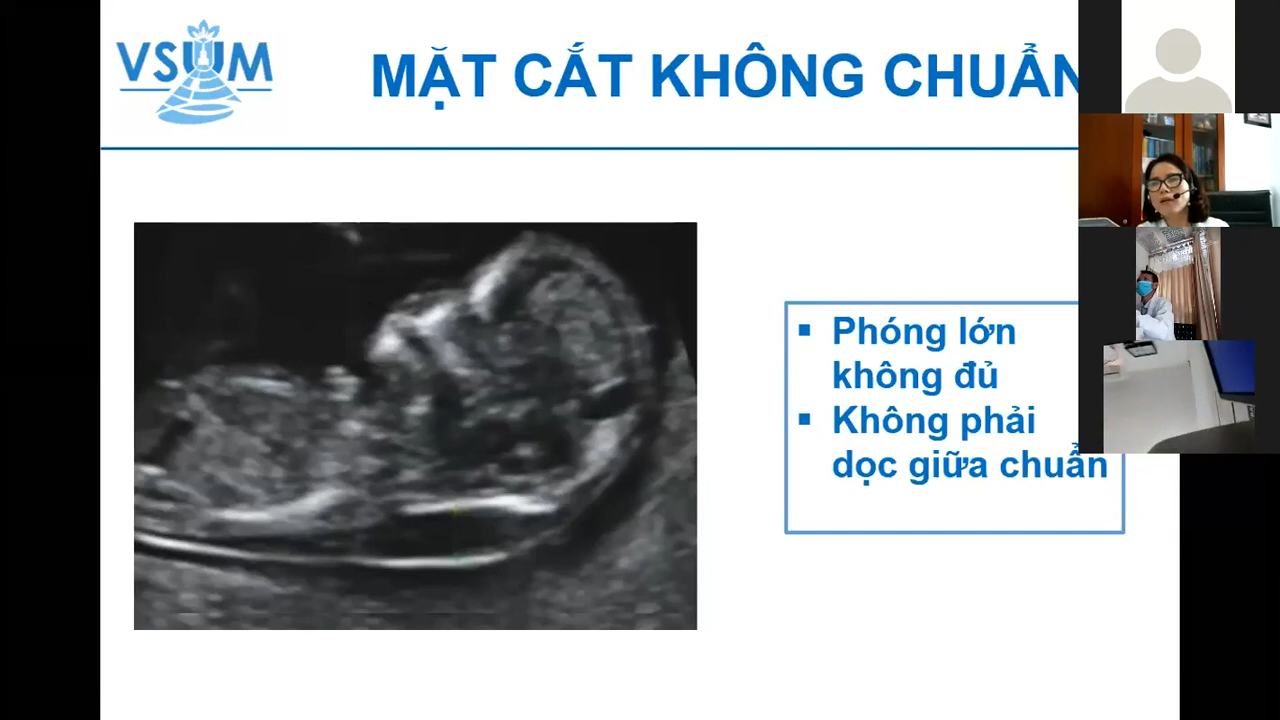 VSUM
MẶT CẮT KHÔNG CHUẨN
▪ Phóng lớn
không đủ
▪ Không phải
dọc giữa chuẩn